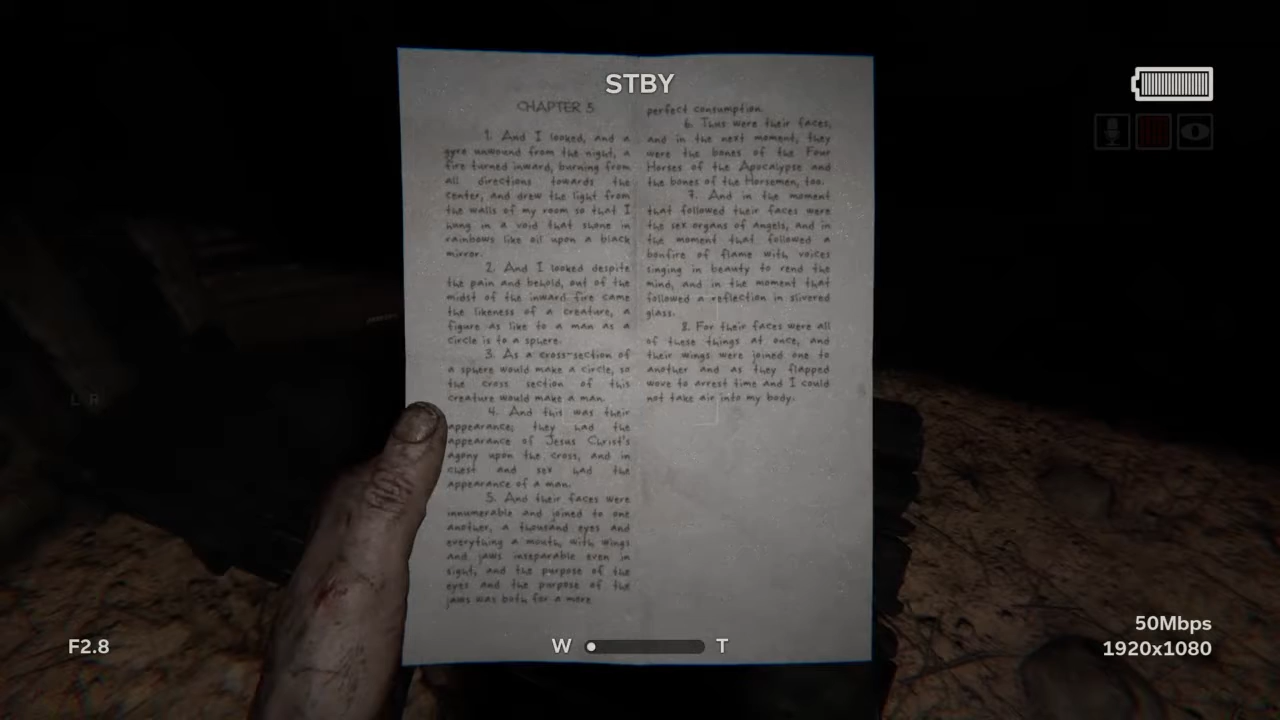 STBY
CHAPTER 5
1. And I looked, and a
gyre unwound from the night, a
fire turned inward, burning from
all directions towards the
center, and drew the light from
the walls of my room so that I
hung in a void that shone in
rainbows like oil upon a black
mirror.
2. And I looked despite
the pain and behold, out of the
midst of the inward fire came
the likeness of a creature, a
figure as like to a man as a
circle is to a sphere.
3. As a cross-section of
a sphere would make a circle, so
the cross section of this
creature would make a man.
4. And this was their
appearance; they had the
appearance of Jesus Christ's
agony upon the cross, and in
chest and sex had the
appearance of a man.
5. And their faces were
innumerable and joined to one
another, a thousand eyes and
everything a mouth, with wings
and jaws inseparable even in
sight, and the purpose of the
eyes and the purpose of the
jaws was both for a more
perfect consumption.
6. Thus were their faces,
and in the next moment, they
were the bones of the Four
Horses of the Apocalypse and
the bones of the Horsemen, too.
7. And in the moment
that followed their faces were
the sex organs of Angels, and in
the moment that followed a
bonfire of flame with voices
singing in beauty to rend the
mind, and in the moment that
followed a reflection in slivered
glass.
8. For their faces were all
of these things at once, and
their wings were joined one to
another and as they flapped
wove to arrest time and I could
not take air into my body.
L R
F2.8
W T
50Mbps
1920x1080